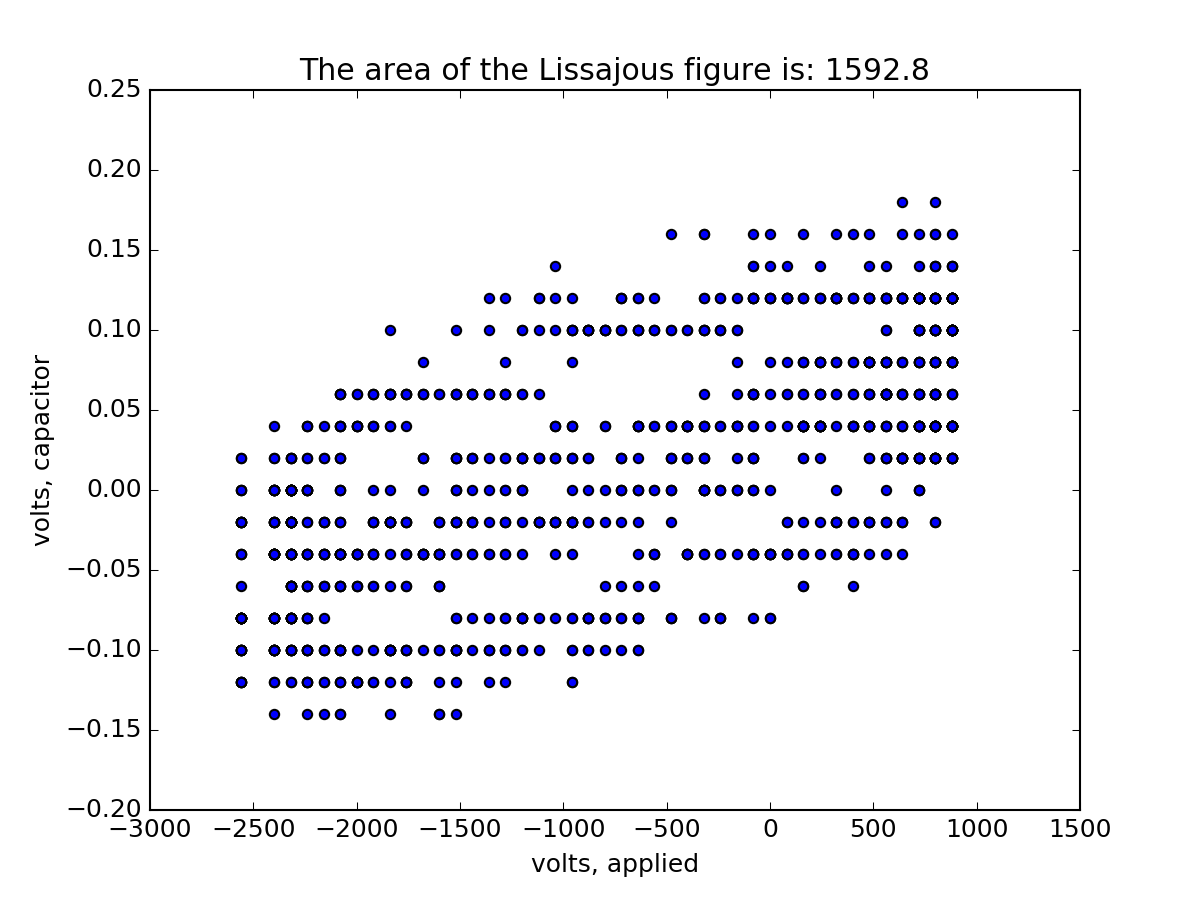 The area of the Lissajous figure is: 1592.8
0.25
0.20
0.15
0.10
0.05
0.00
−0.05
−0.10
−0.15
−0.20
volts, capacitor
−3000 −2500 −2000 −1500 −1000 −500 0 500 1000 1500
volts, applied